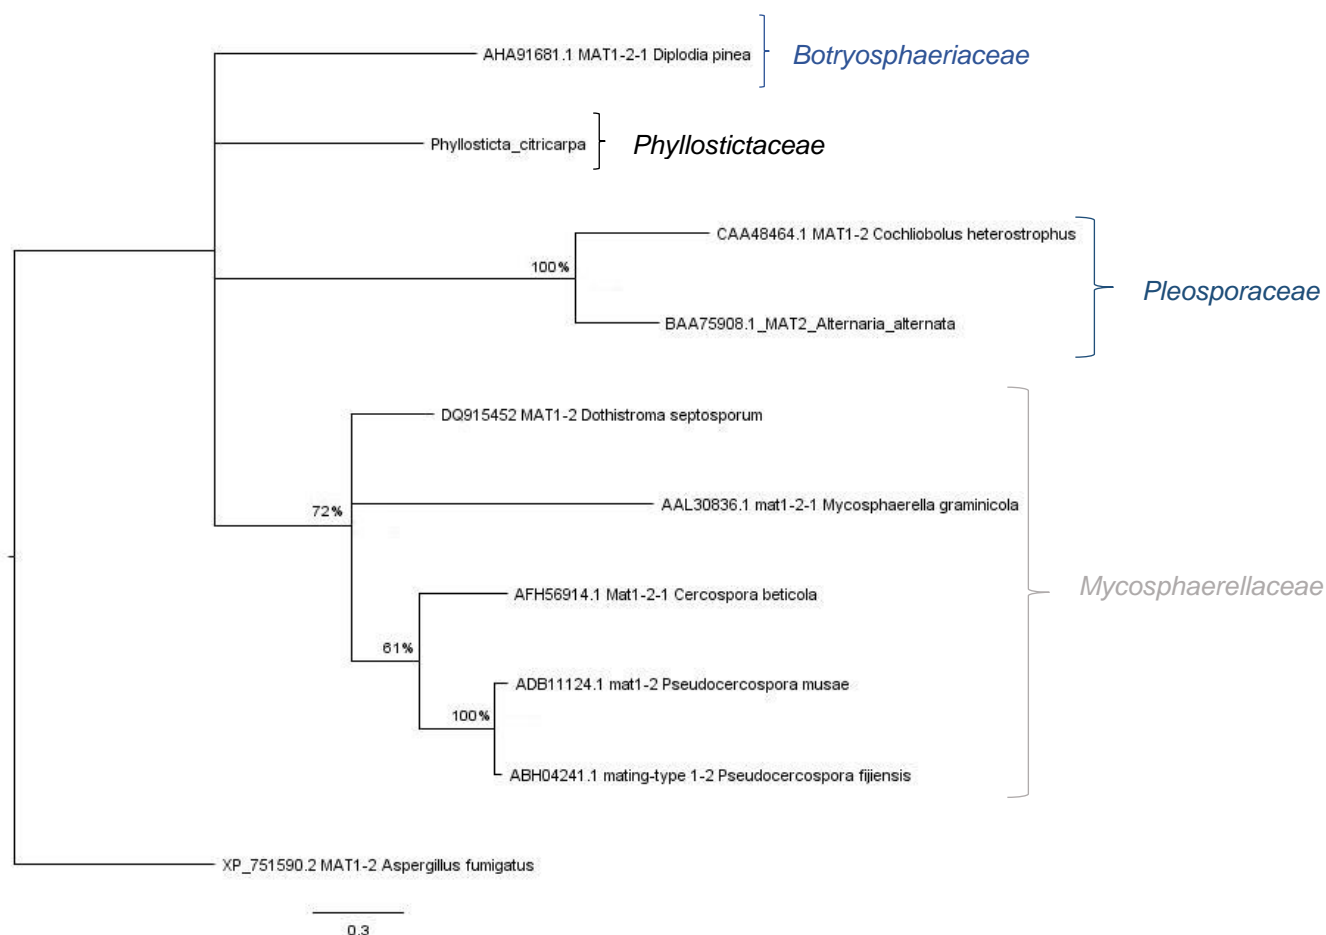 AHA91681.1 MAT1-2-1 Diplodia pinea
Botryosphaeriaceae
Phyllosticta_citricarpa
Phyllostictaceae
CAA48464.1 MAT1-2 Cochliobolus heterostrophus
100%
Pleosporaceae
BAA75908.1_MAT2_Alternaria_alternata
DQ915452 MAT1-2 Dothistroma septosporum
72%
AAL30836.1 mat1-2-1 Mycosphaerella graminicola
AFH56914.1 Mat1-2-1 Cercospora beticola
Mycosphaerellaceae
61%
ADB11124.1 mat1-2 Pseudocercospora musae
100%
ABH04241.1 mating-type 1-2 Pseudocercospora fijiensis
XP_751590.2 MAT1-2 Aspergillus fumigatus
0.3